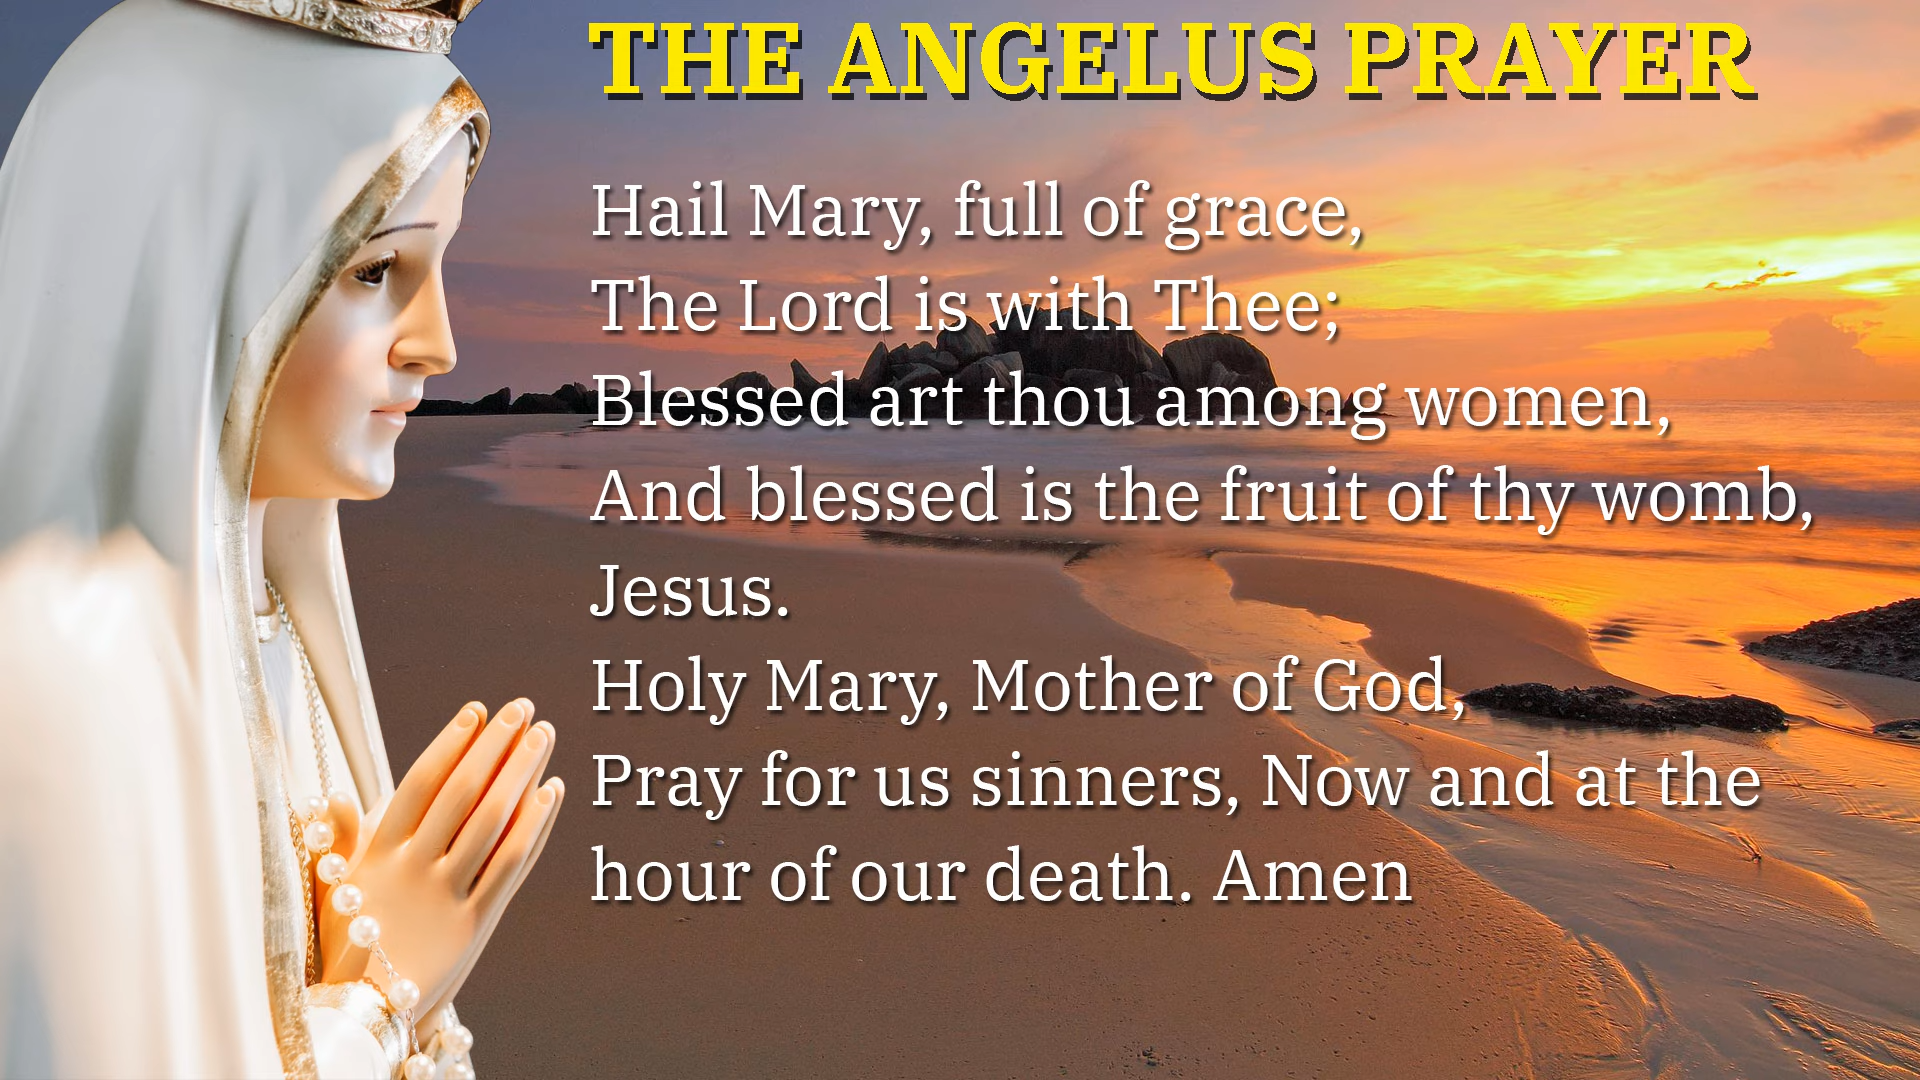 THE ANGELUS PRAYER
Hail Mary, full of grace,
The Lord is with Thee;
Blessed art thou among women,
And blessed is the fruit of thy womb,
Jesus.
Holy Mary, Mother of God,
Pray for us sinners, Now and at the
hour of our death. Amen